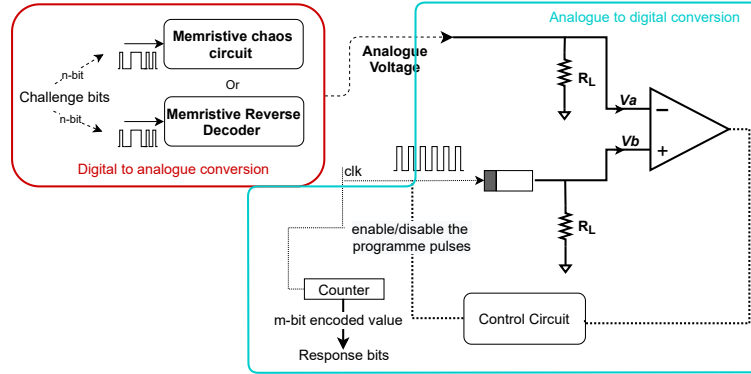 Analogue to digital conversion
Memristive chaos
circuit
n-bit
Challenge bits
Or
n-bit
Memristive Reverse
Decoder
Digital to analogue conversion
Analogue
Voltage
R_L
Va
−
Vb
+
clk
R_L
enable/disable the
programme pulses
Counter
m-bit encoded value
Response bits
Control Circuit